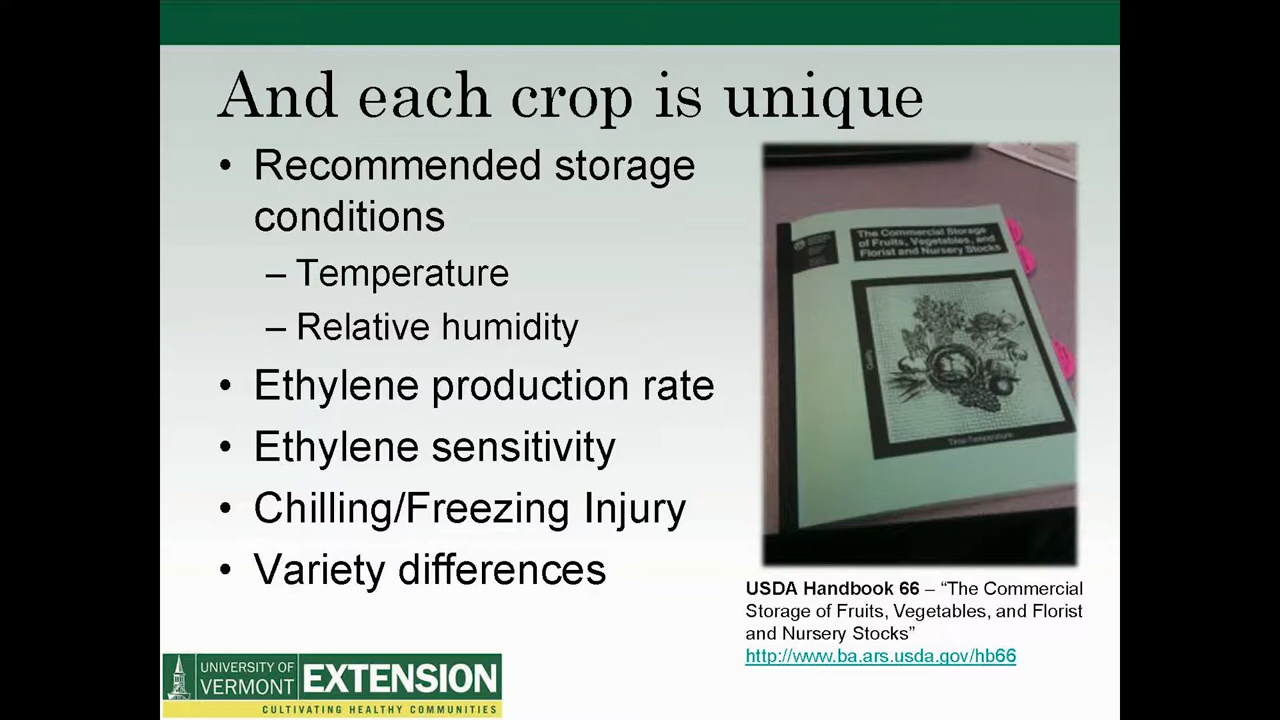 And each crop is unique
• Recommended storage
conditions
– Temperature
– Relative humidity
• Ethylene production rate
• Ethylene sensitivity
• Chilling/Freezing Injury
• Variety differences
The Commercial Storage
of Fruits, Vegetables, and
Florist and Nursery Stocks
Quality
Time-Temperature
USDA Handbook 66 – “The Commercial
Storage of Fruits, Vegetables, and Florist
and Nursery Stocks”
http://www.ba.ars.usda.gov/hb66
UNIVERSITY OF
VERMONT
EXTENSION
CULTIVATING HEALTHY COMMUNITIES